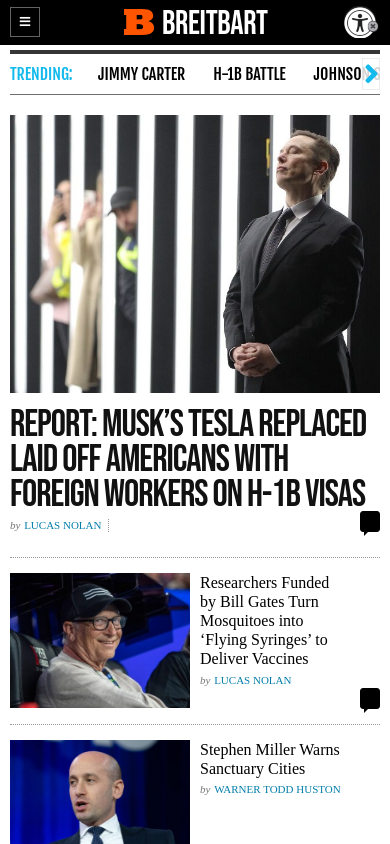 BREITBART
TRENDING: JIMMY CARTER H-1B BATTLE JOHNSON
REPORT: MUSK'S TESLA REPLACED
LAID OFF AMERICANS WITH
FOREIGN WORKERS ON H-1B VISAS
by LUCAS NOLAN
Researchers Funded
by Bill Gates Turn
Mosquitoes into
‘Flying Syringes’ to
Deliver Vaccines
by LUCAS NOLAN
Stephen Miller Warns
Sanctuary Cities
by WARNER TODD HUSTON